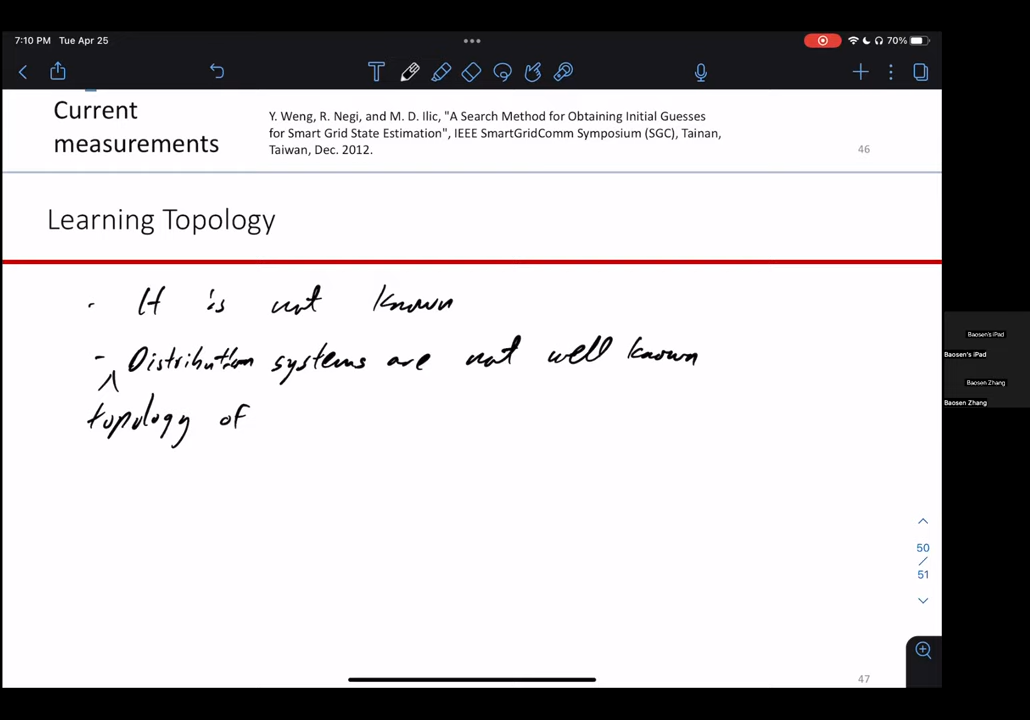 7:10 PM Tue Apr 25
70%
T
Current
measurements
Y. Weng, R. Negi, and M. D. Ilic, "A Search Method for Obtaining Initial Guesses
for Smart Grid State Estimation", IEEE SmartGridComm Symposium (SGC), Tainan,
Taiwan, Dec. 2012.
46
Learning Topology
· It is not known
- Distribution systems are not well known
topology of
Baosen's iPad
Baosen's iPad
Baosen Zhang
Baosen Zhang
50
/
51
47